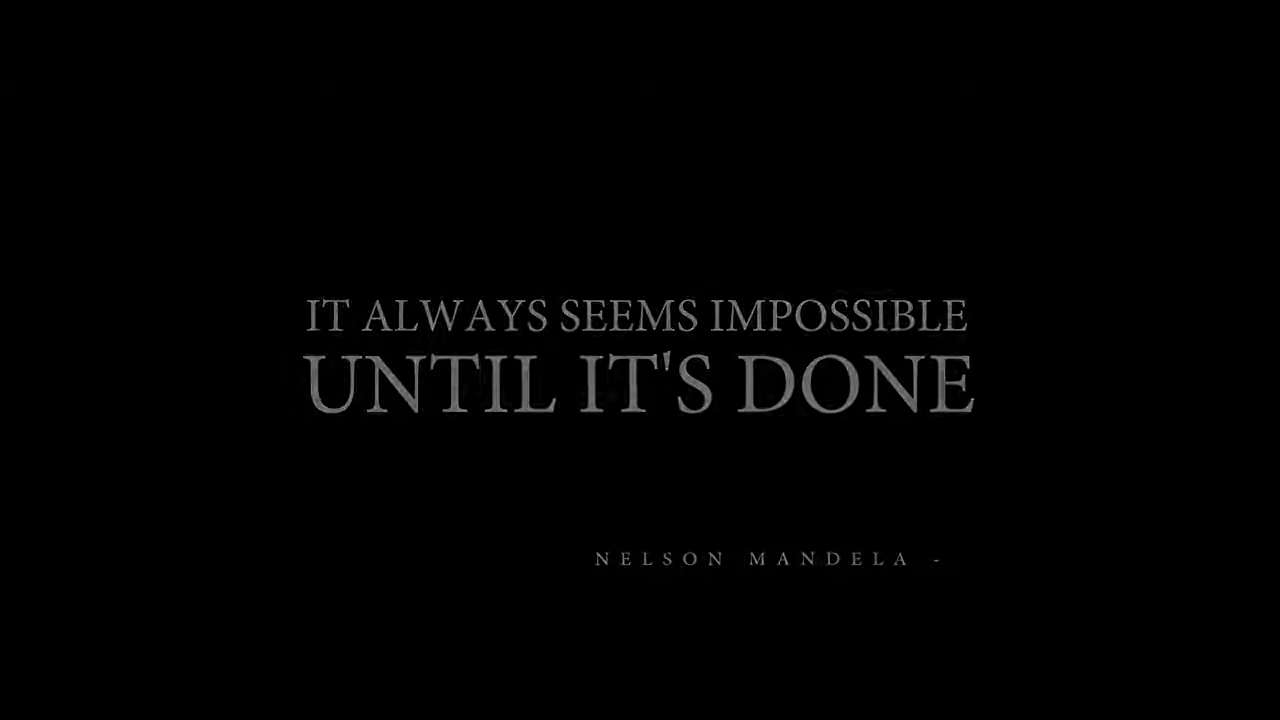 IT ALWAYS SEEMS IMPOSSIBLE
UNTIL IT'S DONE
NELSON MANDELA -